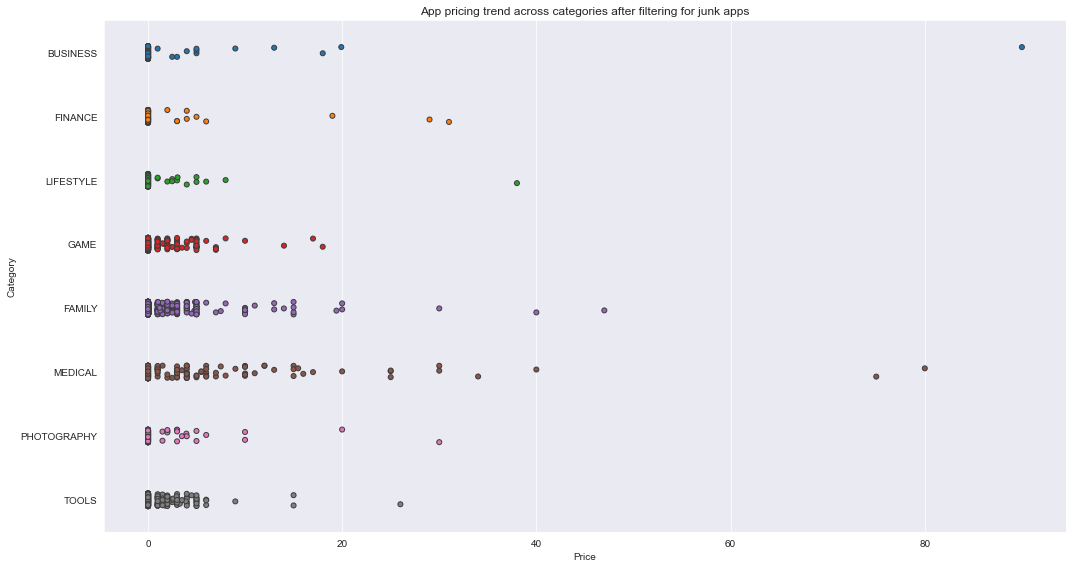 App pricing trend across categories after filtering for junk apps
BUSINESS
FINANCE
LIFESTYLE
GAME
Category
FAMILY
MEDICAL
PHOTOGRAPHY
TOOLS
0 20 40 60 80
Price